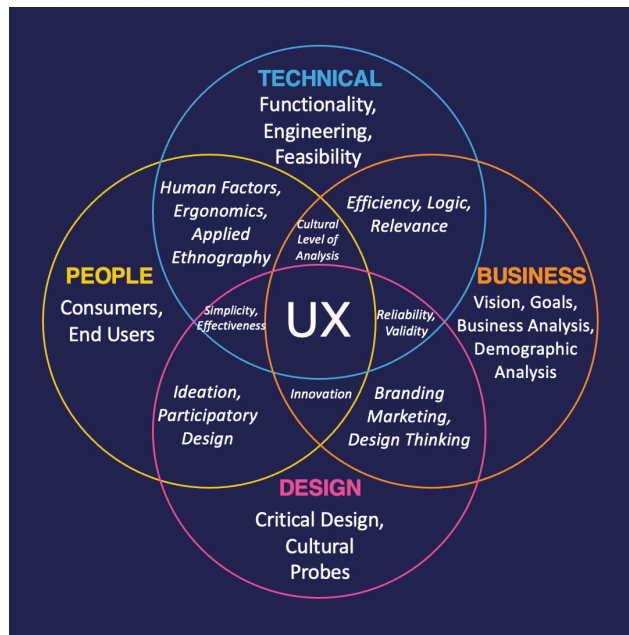 TECHNICAL
Functionality,
Engineering,
Feasibility
Human Factors,
Ergonomics,
Applied
Ethnography
Cultural
Level of
Analysis
Efficiency, Logic,
Relevance
PEOPLE
Consumers,
End Users
Simplicity,
Effectiveness
UX
Reliability,
Validity
BUSINESS
Vision, Goals,
Business Analysis,
Demographic
Analysis
Ideation,
Participatory
Design
Innovation
Branding
Marketing,
Design Thinking
DESIGN
Critical Design,
Cultural
Probes